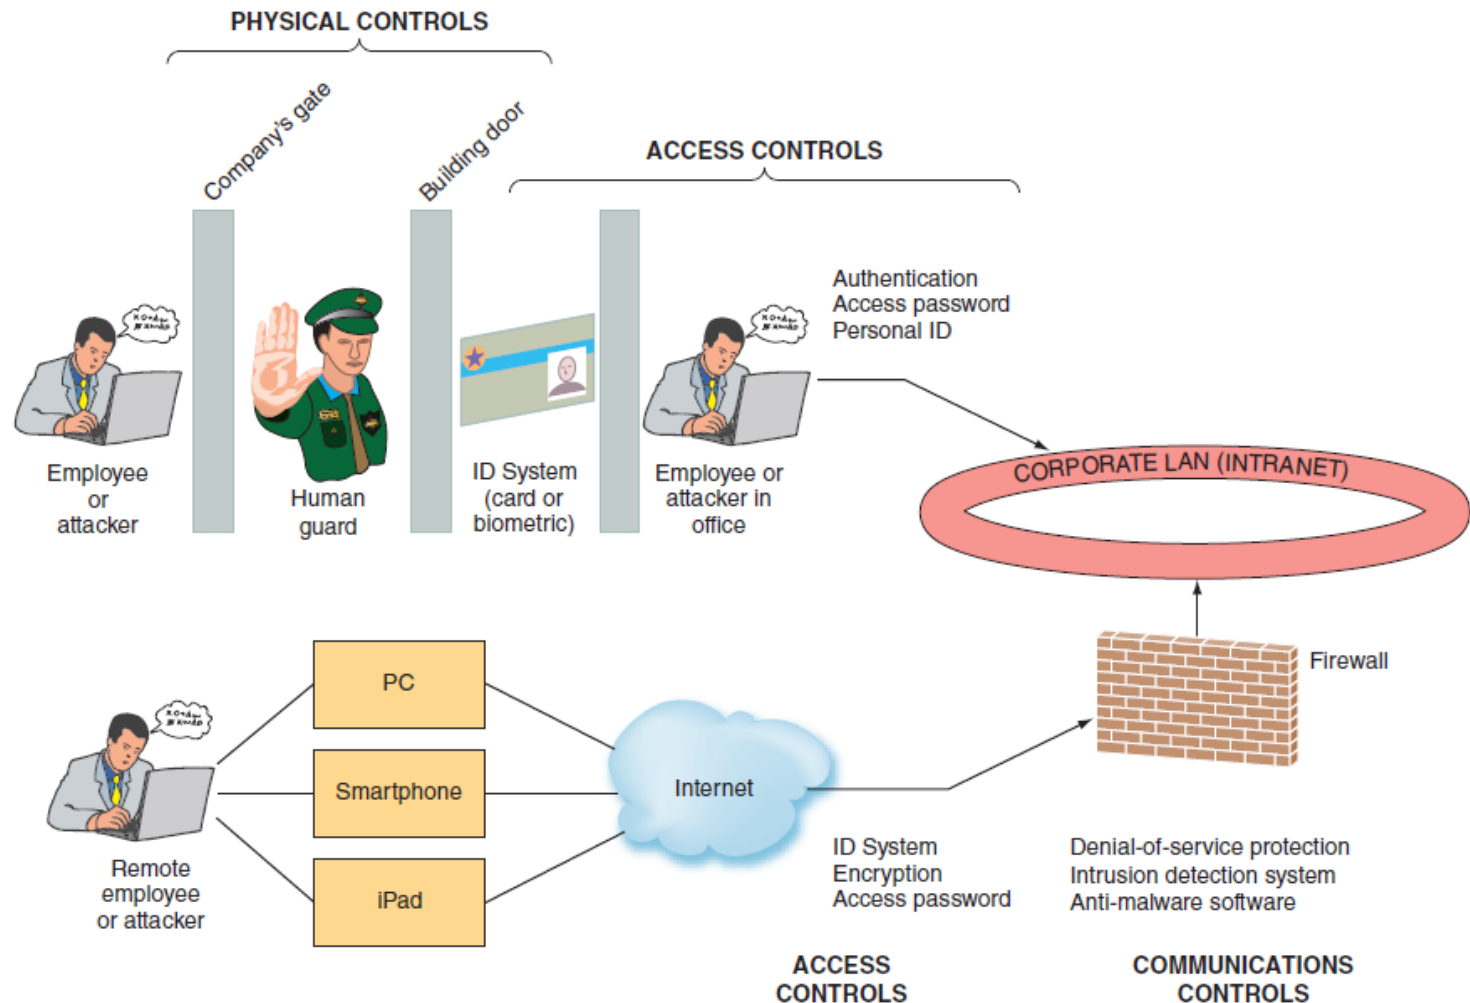 PHYSICAL CONTROLS
Company's gate
Building door
ACCESS CONTROLS
Authentication
Access password
Personal ID
Employee
or
attacker
Human
guard
ID System
(card or
biometric)
Employee or
attacker in
office
CORPORATE LAN (INTRANET)
PC
Smartphone
iPad
Internet
Firewall
Remote
employee
or attacker
ID System
Encryption
Access password
Denial-of-service protection
Intrusion detection system
Anti-malware software
ACCESS
CONTROLS
COMMUNICATIONS
CONTROLS